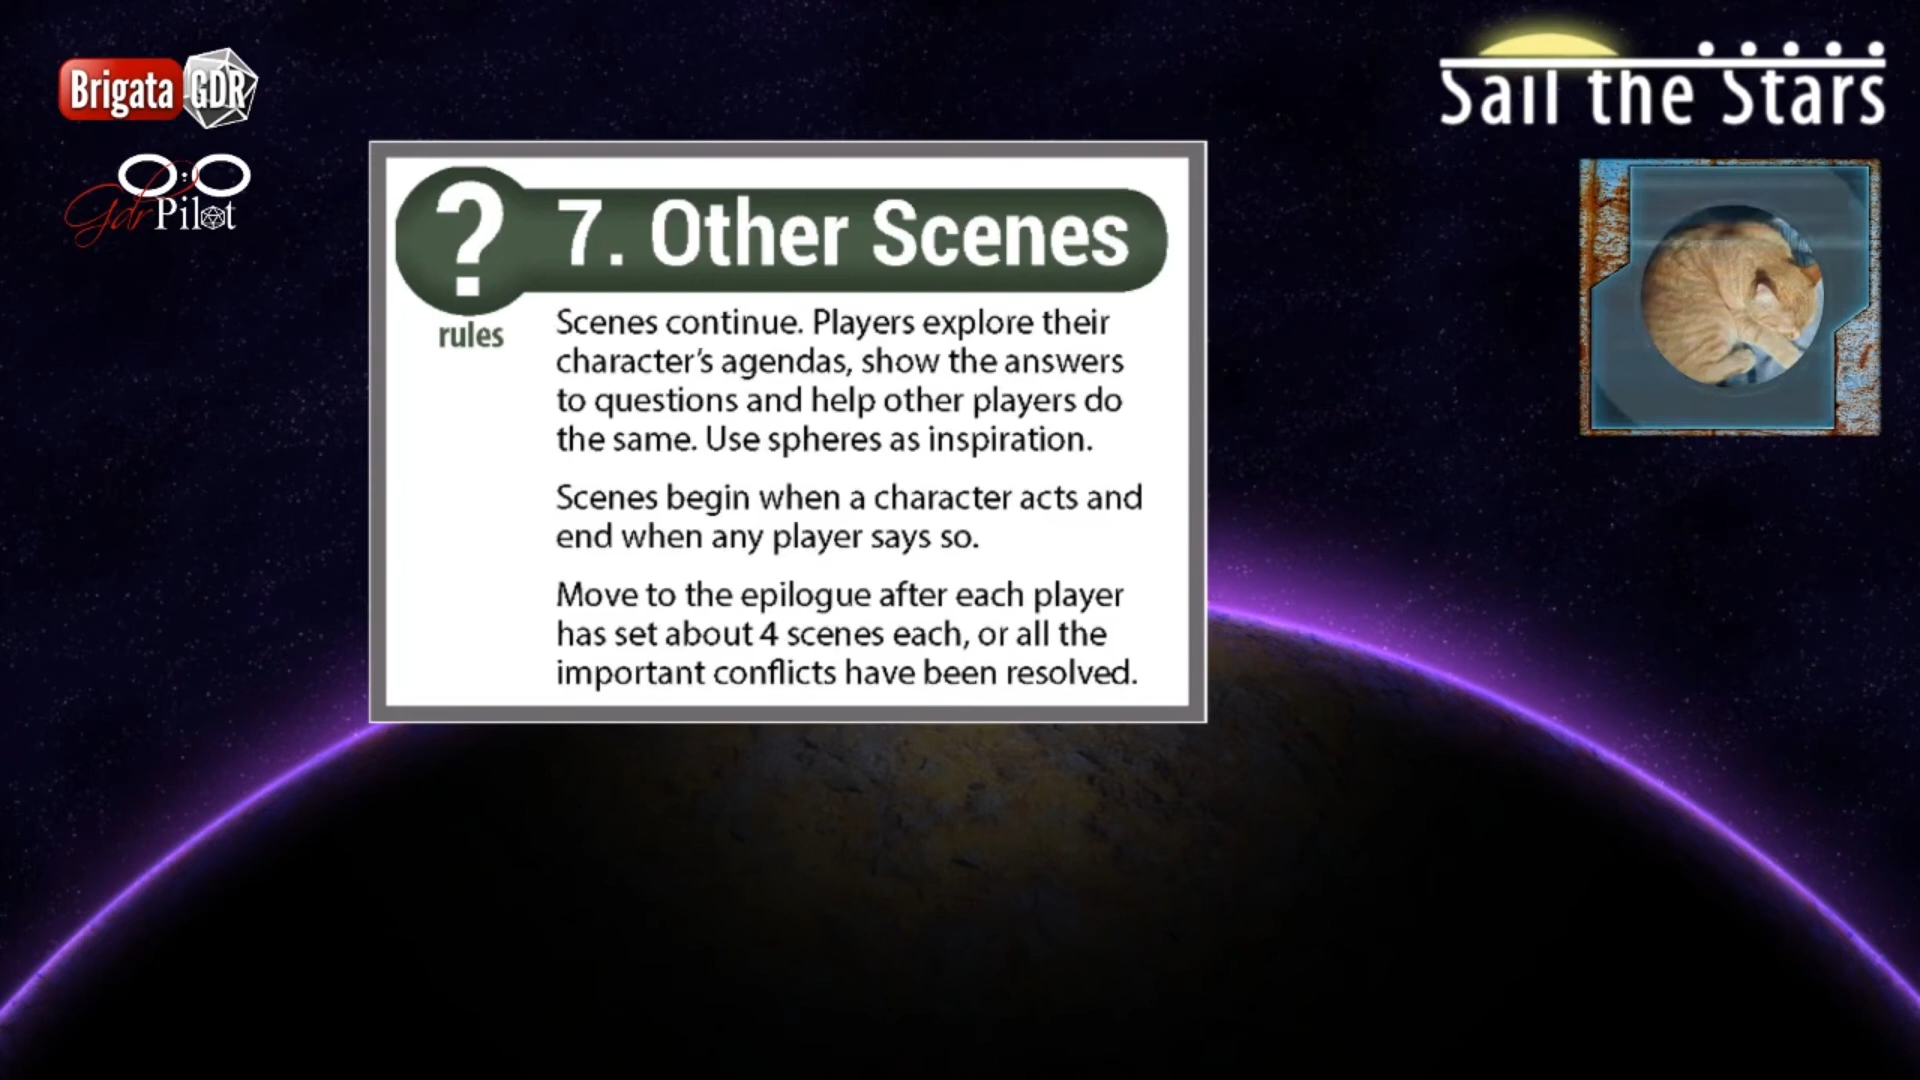 Brigata GDR
Gdr Pilot
Sail the Stars
?
7. Other Scenes
rules
Scenes continue. Players explore their
character's agendas, show the answers
to questions and help other players do
the same. Use spheres as inspiration.
Scenes begin when a character acts and
end when any player says so.
Move to the epilogue after each player
has set about 4 scenes each, or all the
important conflicts have been resolved.